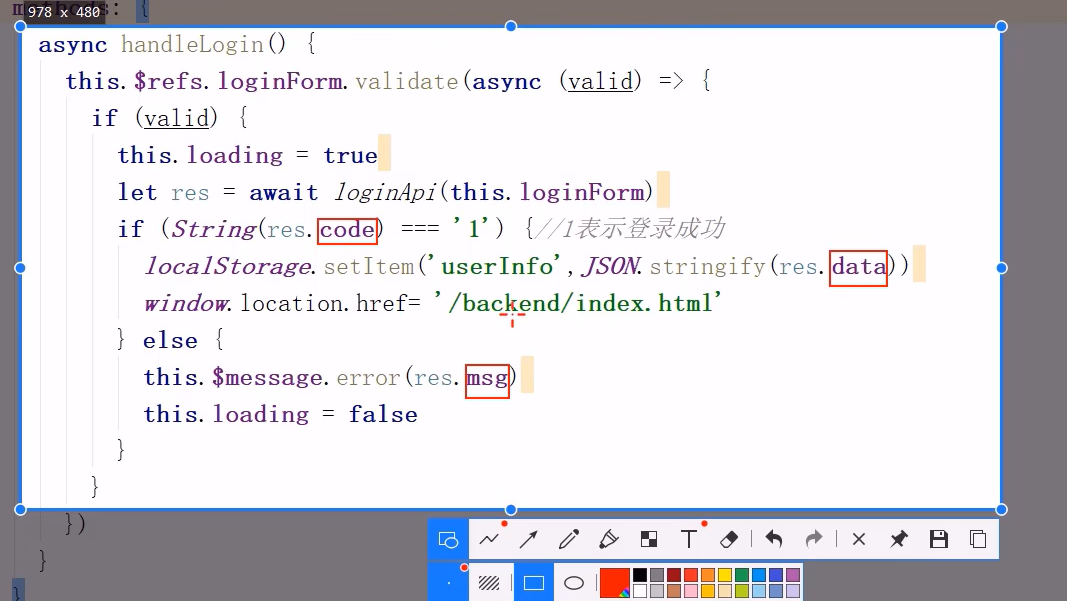 978 x 480
async handleLogin() {
this.$refs.loginForm.validate(async (valid) => {
if (valid) {
this.loading = true
let res = await loginApi(this.loginForm)
if (String(res.code) === '1') {//1表示登录成功
localStorage.setItem('userInfo',JSON.stringify(res.data))
window.location.href= '/backend/index.html'
} else {
this.$message.error(res.msg)
this.loading = false
}
}
})
}
}